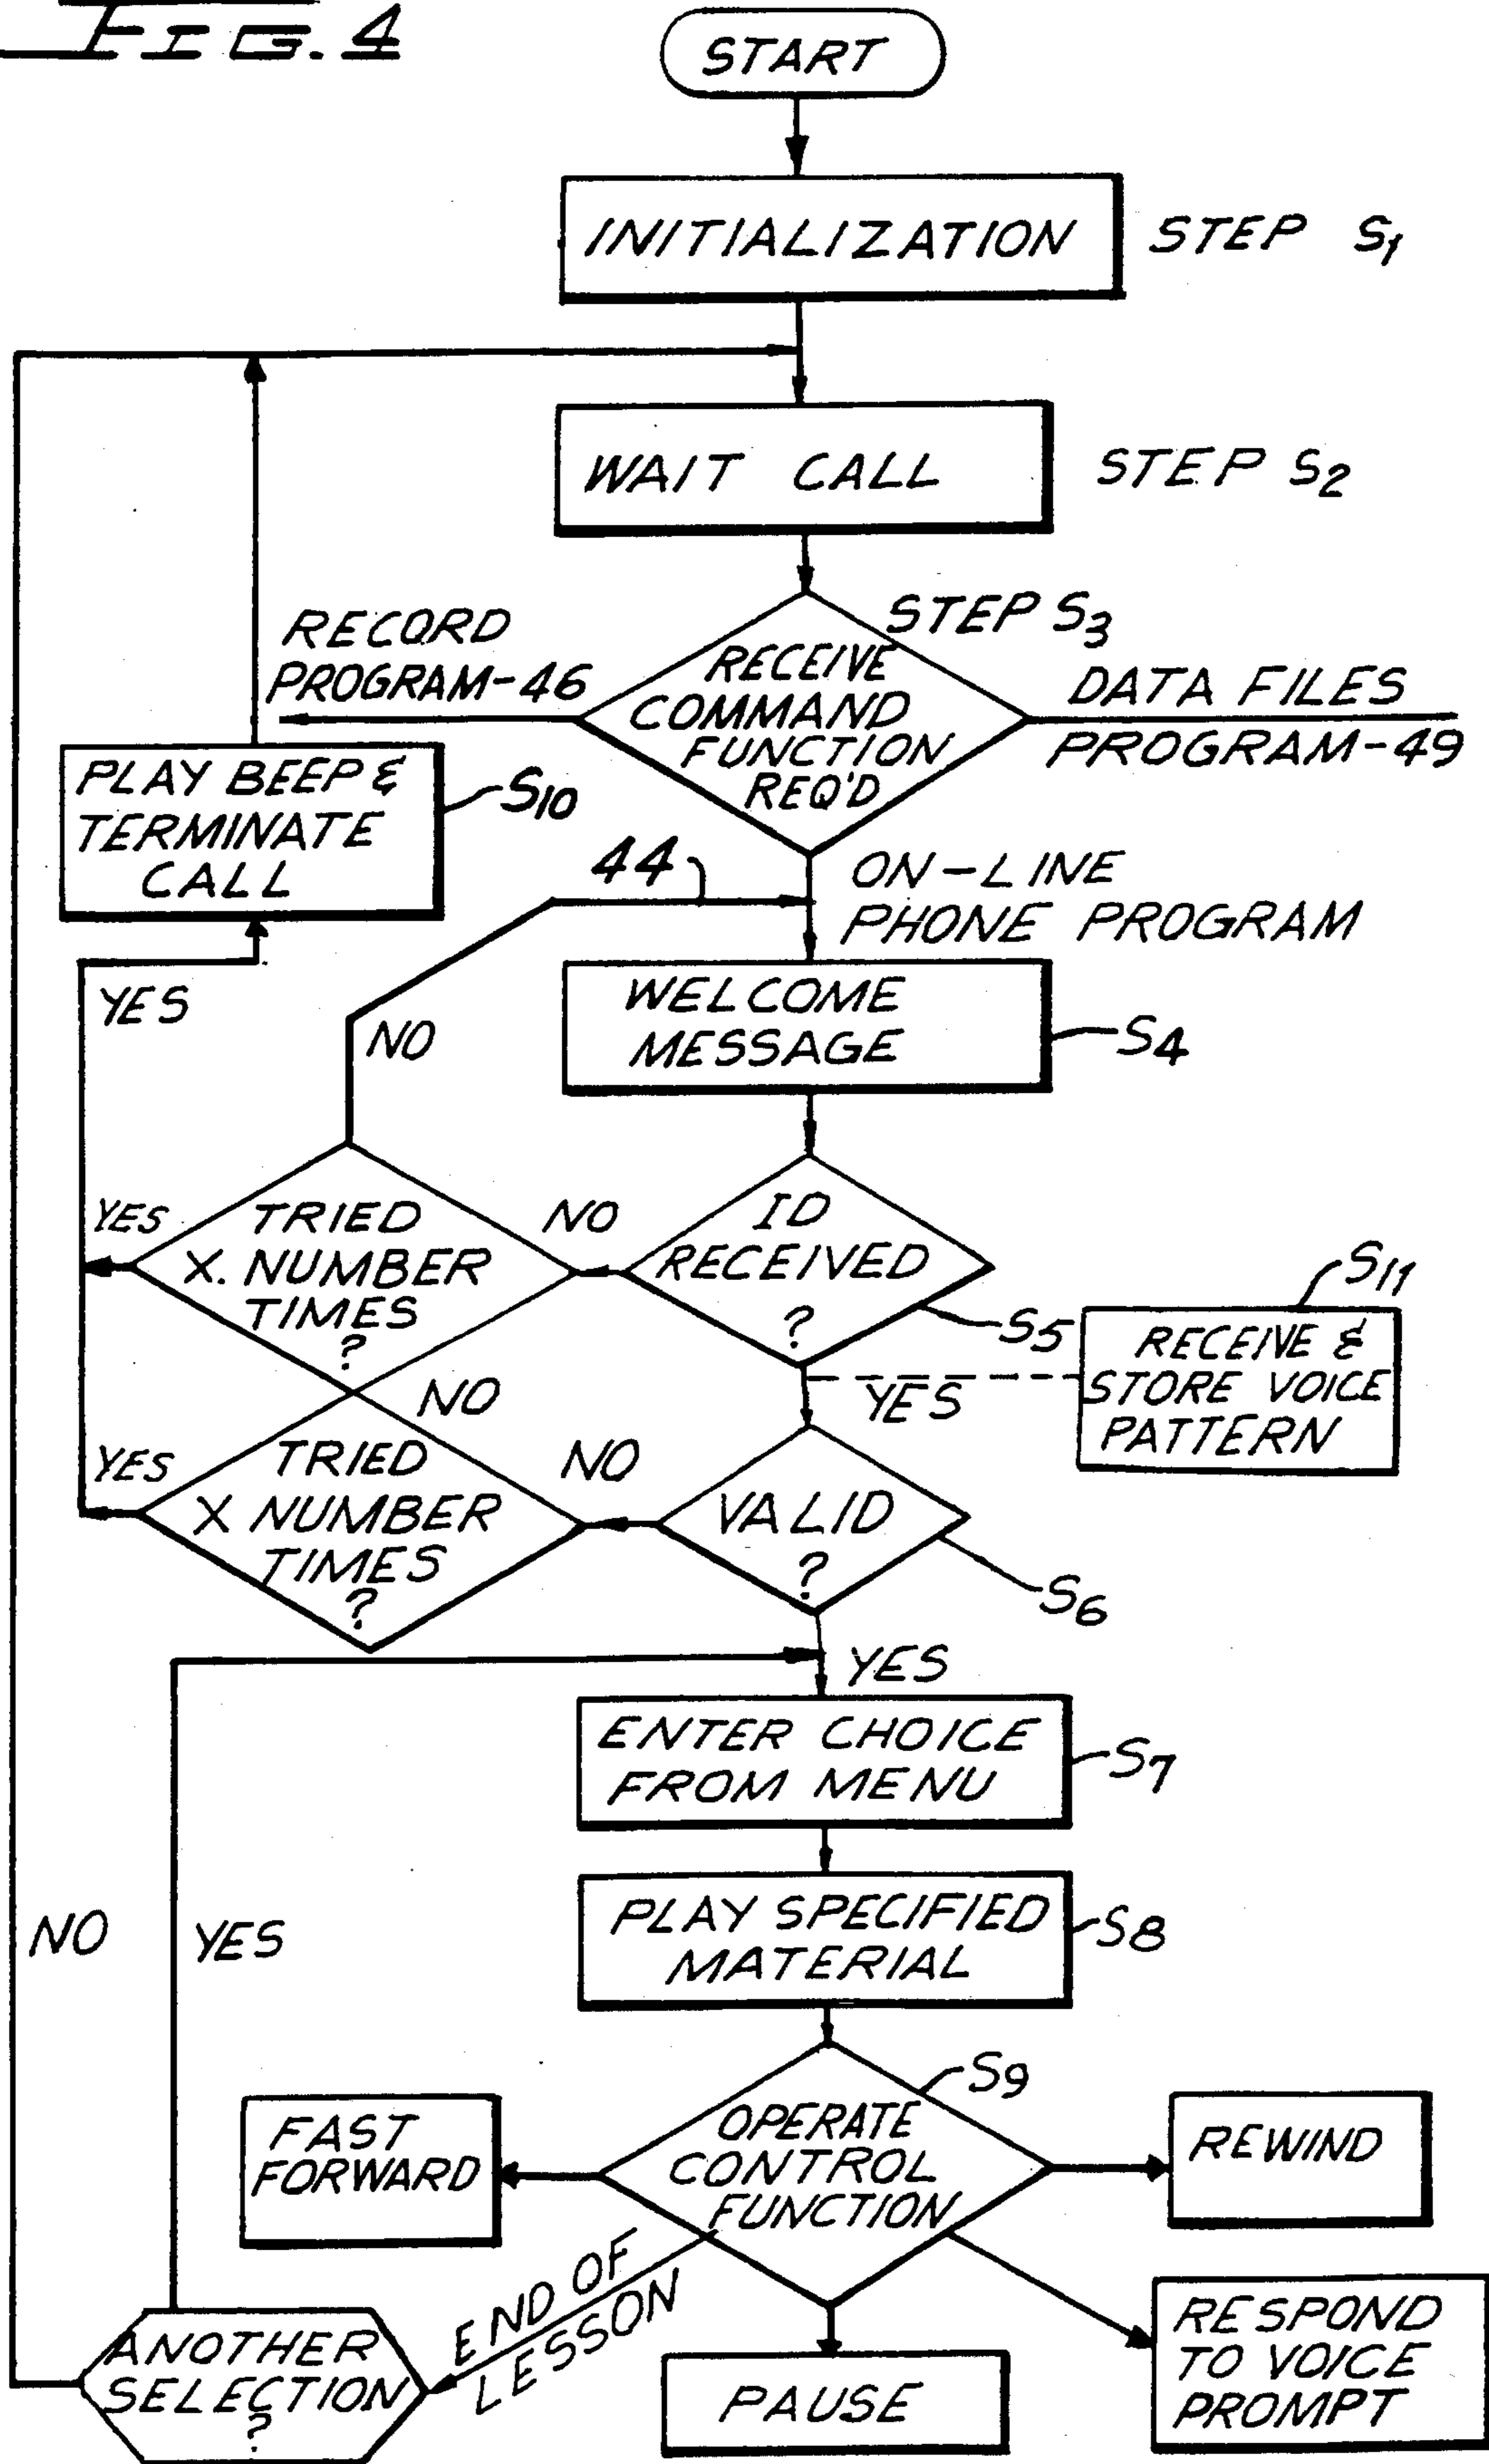 FIG. 4
START
INITIALIZATION
STEP S1
WAIT CALL
STEP S2
STEP S3
RECORD
PROGRAM-46
RECEIVE
COMMAND
FUNCTION
REQ'D
DATA FILES
PROGRAM-49
PLAY BEEP &
TERMINATE
CALL
S10
44
ON-LINE
PHONE PROGRAM
YES
NO
WELCOME
MESSAGE
S4
YES
TRIED
X. NUMBER
TIMES
?
NO
ID
RECEIVED
?
S5
S11
RECEIVE &
STORE VOICE
PATTERN
NO
YES
YES
TRIED
X NUMBER
TIMES
?
NO
VALID
?
S6
YES
ENTER CHOICE
FROM MENU
S7
NO
YES
PLAY SPECIFIED
MATERIAL
S8
S9
FAST
FORWARD
OPERATE
CONTROL
FUNCTION
REWIND
END OF
LESSON
ANOTHER
SELECTION
?
PAUSE
RESPOND
TO VOICE
PROMPT